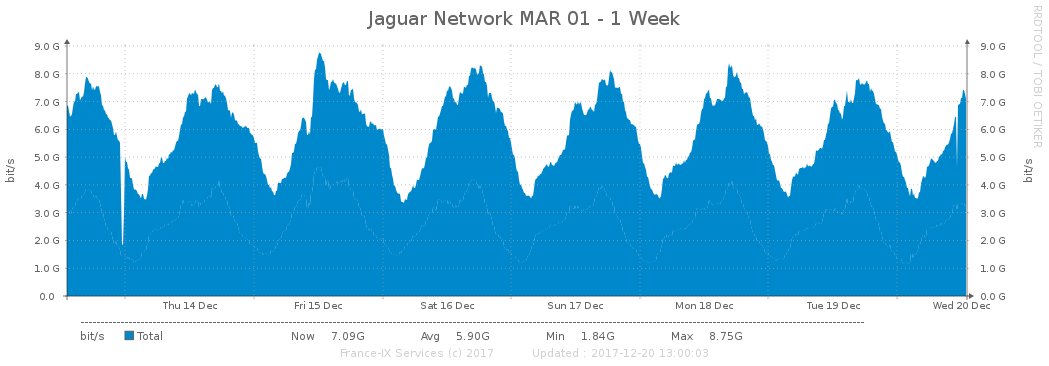 Jaguar Network MAR 01 - 1 Week
RRDTOOL / TOBI OETIKER
bit/s
9.0 G 9.0 G
8.0 G 8.0 G
7.0 G 7.0 G
6.0 G 6.0 G
5.0 G 5.0 G
4.0 G 4.0 G
3.0 G 3.0 G
2.0 G 2.0 G
1.0 G 1.0 G
0.0 0.0 G
bit/s
Thu 14 Dec Fri 15 Dec Sat 16 Dec Sun 17 Dec Mon 18 Dec Tue 19 Dec Wed 20 Dec
bit/s Total Now 7.09G Avg 5.90G Min 1.84G Max 8.75G
France-IX Services (c) 2017 Updated : 2017-12-20 13:00:03